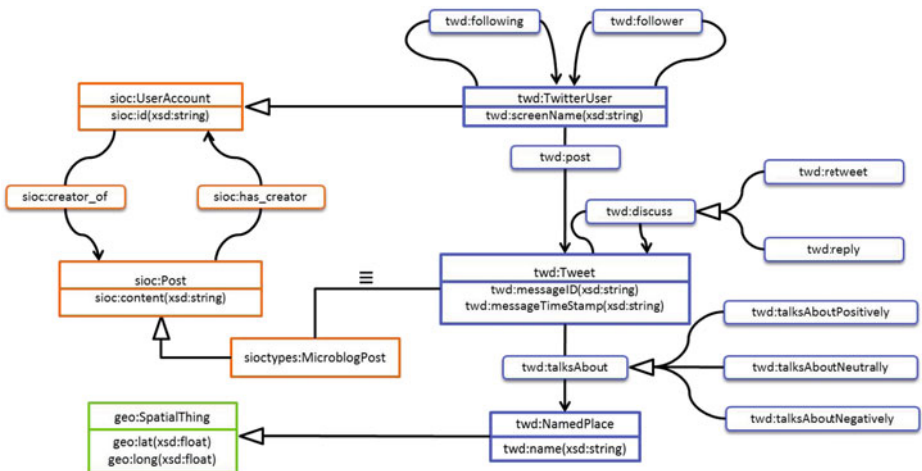 twd:following
twd:follower
sioc:UserAccount
sioc:id(xsd:string)
twd:TwitterUser
twd:screenName(xsd:string)
twd:post
sioc:creator_of
sioc:has_creator
twd:retweet
twd:discuss
twd:reply
sioc:Post
sioc:content(xsd:string)
≡
twd:Tweet
twd:messageID(xsd:string)
twd:messageTimeStamp(xsd:string)
twd:talksAboutPositively
sioctypes:MicroblogPost
twd:talksAbout
twd:talksAboutNeutrally
twd:talksAboutNegatively
geo:SpatialThing
geo:lat(xsd:float)
geo:long(xsd:float)
twd:NamedPlace
twd:name(xsd:string)